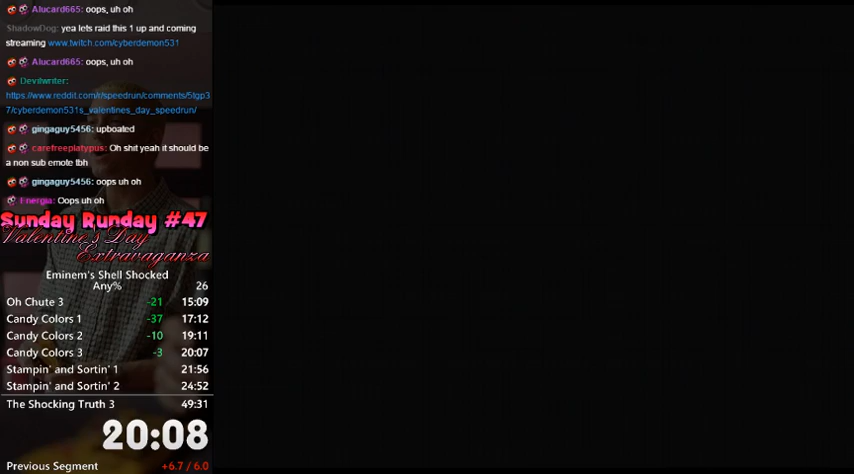 Alucard665: oops, uh oh
ShadowDog: yea lets raid this 1 up and coming
streaming www.twitch.com/cyberdemon531
Alucard665: oops, uh oh
Devilwriter:
https://www.reddit.com/r/speedrun/comments/5lgp3
7/cyberdemon531s_valentines_day_speedrun/
gingaguy5456: upboated
carefreeplatypus: Oh shit yeah it should be
a non sub emote tbh
gingaguy5456: oops uh oh
Energia: Oops uh oh
Sunday Runday #47
Valentine's Day
Extravaganza
Eminem's Shell Shocked
Any% 26
Oh Chute 3 -21 15:09
Candy Colors 1 -37 17:12
Candy Colors 2 -10 19:11
Candy Colors 3 -3 20:07
Stampin' and Sortin' 1 21:56
Stampin' and Sortin' 2 24:52
The Shocking Truth 3 49:31
20:08
Previous Segment +6.7 / 6.0